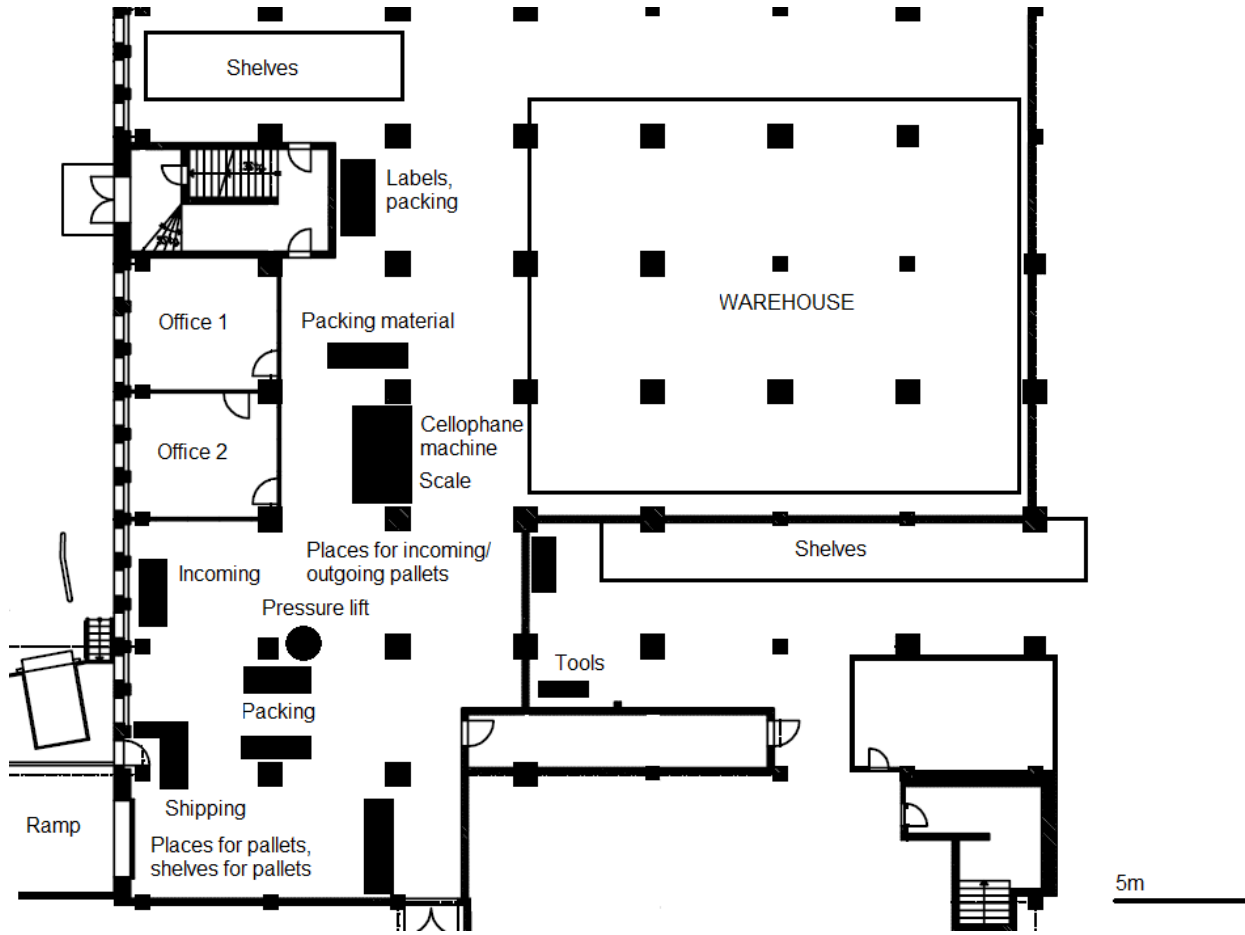 Shelves
Labels,
packing
Office 1
Packing material
WAREHOUSE
Office 2
Cellophane
machine
Scale
Places for incoming/
outgoing pallets
Shelves
Incoming
Pressure lift
Tools
Packing
Shipping
Ramp
Places for pallets,
shelves for pallets
5m